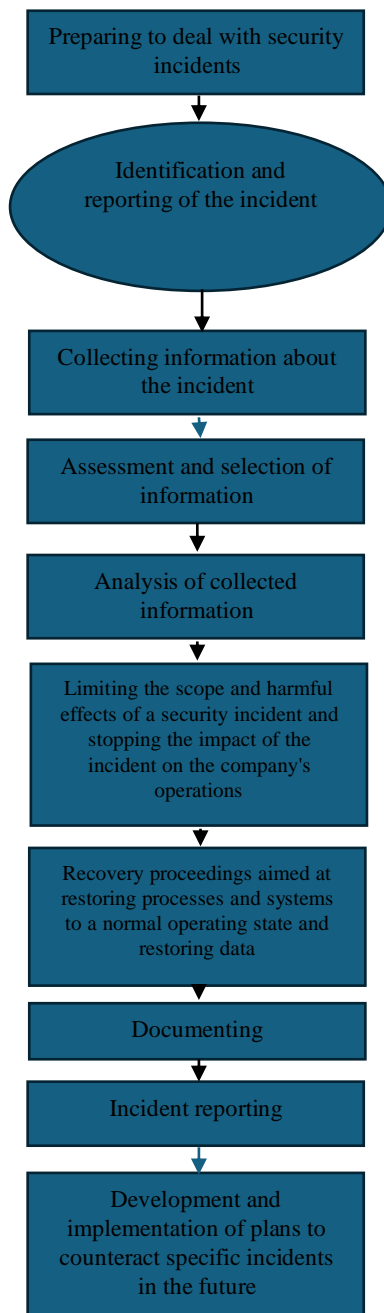 Preparing to deal with security
incidents
Identification and
reporting of the incident
Collecting information about
the incident
Assessment and selection of
information
Analysis of collected
information
Limiting the scope and harmful
effects of a security incident and
stopping the impact of the
incident on the company's
operations
Recovery proceedings aimed at
restoring processes and systems
to a normal operating state and
restoring data
Documenting
Incident reporting
Development and
implementation of plans to
counteract specific incidents
in the future